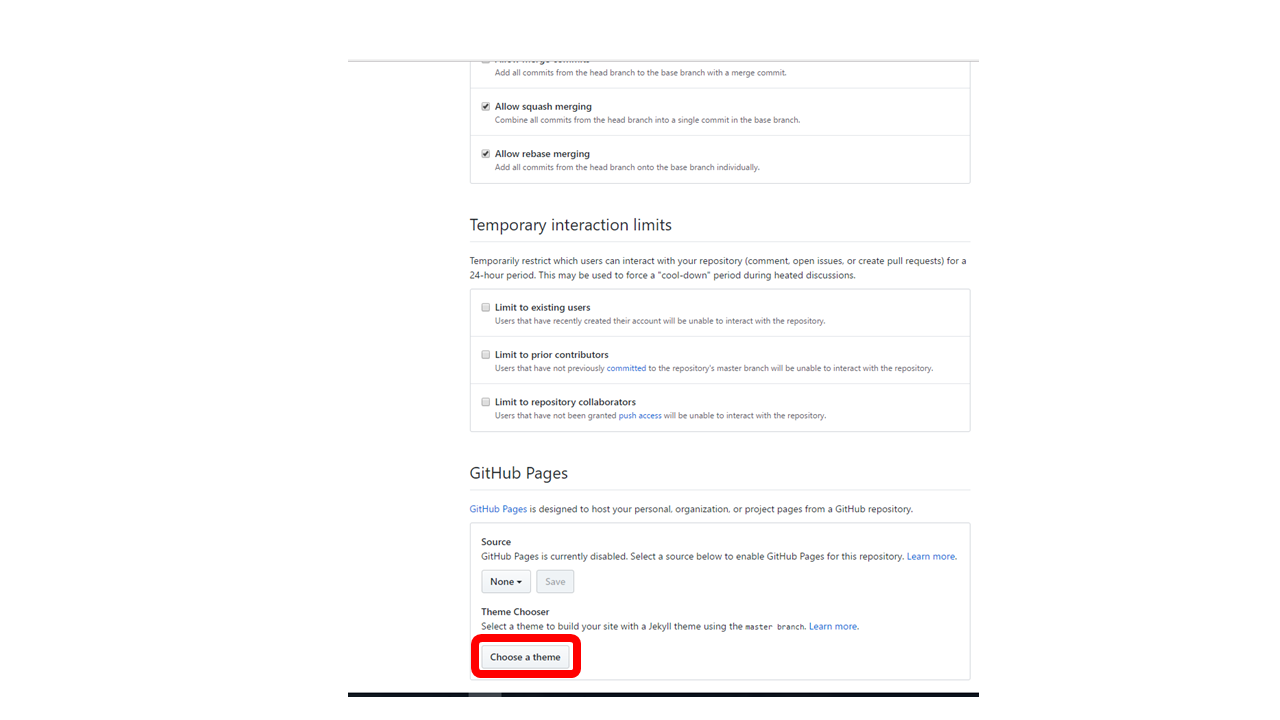 Allow merge commits
Add all commits from the head branch to the base branch with a merge commit.
Allow squash merging
Combine all commits from the head branch into a single commit in the base branch.
Allow rebase merging
Add all commits from the head branch onto the base branch individually.
Temporary interaction limits
Temporarily restrict which users can interact with your repository (comment, open issues, or create pull requests) for a
24-hour period. This may be used to force a "cool-down" period during heated discussions.
Limit to existing users
Users that have recently created their account will be unable to interact with the repository.
Limit to prior contributors
Users that have not previously committed to the repository's master branch will be unable to interact with the repository.
Limit to repository collaborators
Users that have not been granted push access will be unable to interact with the repository.
GitHub Pages
GitHub Pages is designed to host your personal, organization, or project pages from a GitHub repository.
Source
GitHub Pages is currently disabled. Select a source below to enable GitHub Pages for this repository. Learn more.
None Save
Theme Chooser
Select a theme to build your site with a Jekyll theme using the master branch. Learn more.
Choose a theme